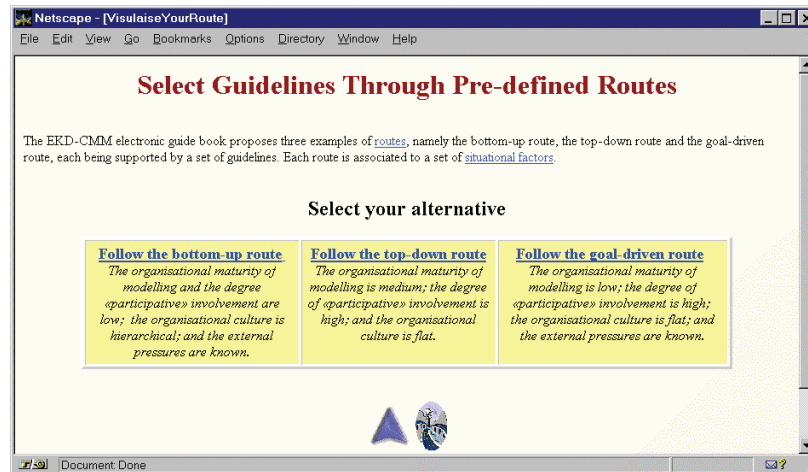 Netscape - [VisulaiseYourRoute]
File Edit View Go Bookmarks Options Directory Window Help
Select Guidelines Through Pre-defined Routes
The EKD-CMM electronic guide book proposes three examples of routes, namely the bottom-up route, the top-down route and the goal-driven
route, each being supported by a set of guidelines. Each route is associated to a set of situational factors.
Select your alternative
Follow the bottom-up route
The organisational maturity of
modelling and the degree
«participative» involvement are
low; the organisational culture is
hierarchical; and the external
pressures are known.
Follow the top-down route
The organisational maturity of
modelling is medium; the degree
of «participative» involvement is
high; and the organisational
culture is flat.
Follow the goal-driven route
The organisational maturity of
modelling is low; the degree of
«participative» involvement is high;
the organisational culture is flat; and
the external pressures are known.
Document: Done